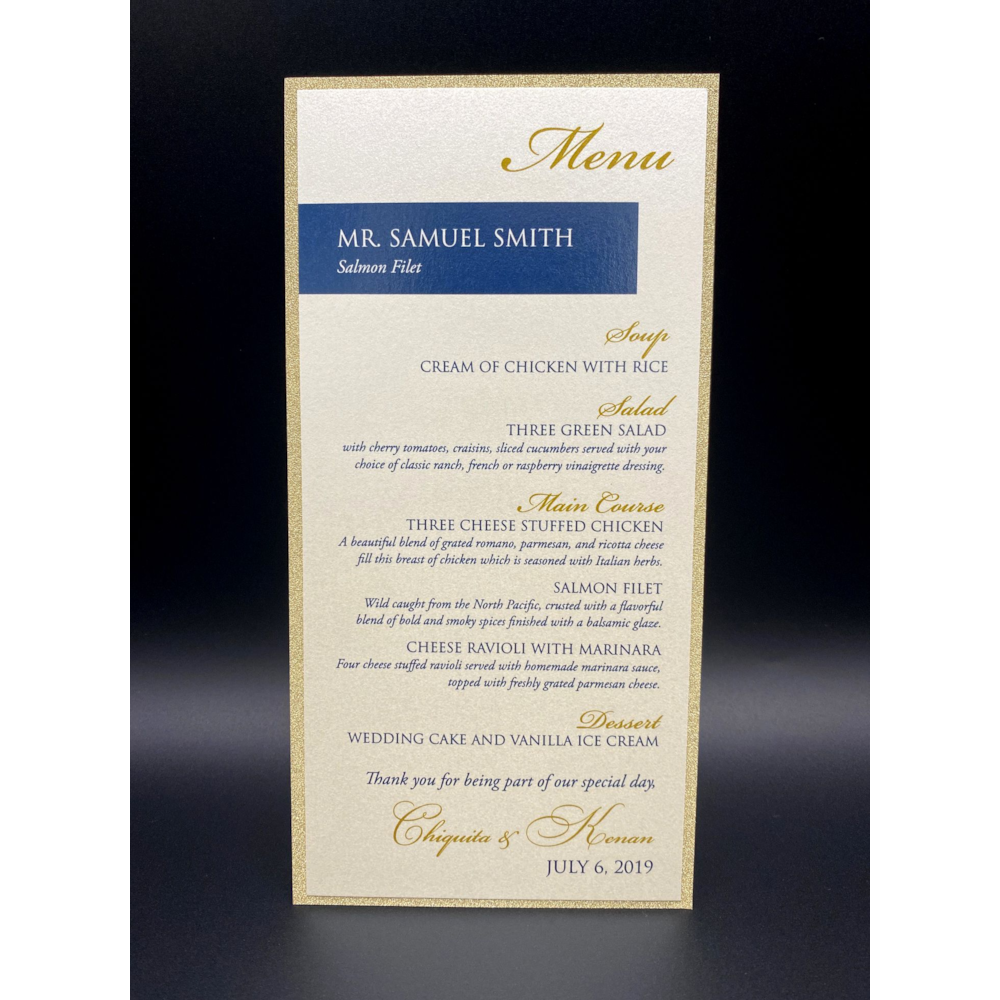 Menu
MR. SAMUEL SMITH
Salmon Filet
Soup
CREAM OF CHICKEN WITH RICE
Salad
THREE GREEN SALAD
with cherry tomatoes, craisins, sliced cucumbers served with your
choice of classic ranch, french or raspberry vinaigrette dressing.
Main Course
THREE CHEESE STUFFED CHICKEN
A beautiful blend of grated romano, parmesan, and ricotta cheese
fill this breast of chicken which is seasoned with Italian herbs.
SALMON FILET
Wild caught from the North Pacific, crusted with a flavorful
blend of bold and smoky spices finished with a balsamic glaze.
CHEESE RAVIOLI WITH MARINARA
Four cheese stuffed ravioli served with homemade marinara sauce,
topped with freshly grated parmesan cheese.
Dessert
WEDDING CAKE AND VANILLA ICE CREAM
Thank you for being part of our special day,
Chiquita & Kenan
JULY 6, 2019